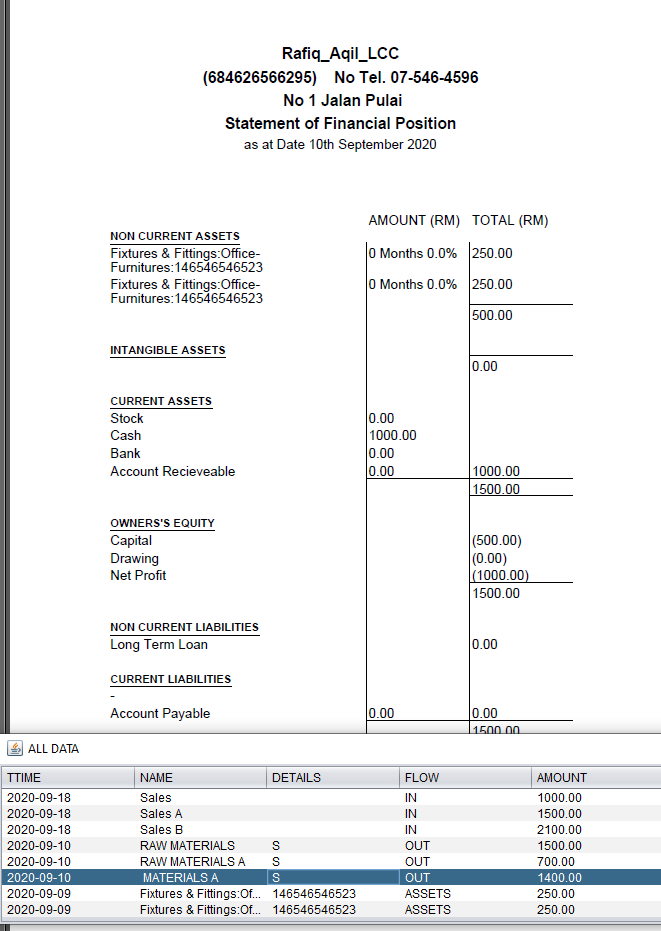 Rafiq_Aqil_LCC
(684626566295) No Tel. 07-546-4596
No 1 Jalan Pulai
Statement of Financial Position
as at Date 10th September 2020
AMOUNT (RM) TOTAL (RM)
NON CURRENT ASSETS
Fixtures & Fittings:Office- 0 Months 0.0% 250.00
Furnitures:146546546523
Fixtures & Fittings:Office- 0 Months 0.0% 250.00
Furnitures:146546546523
500.00
INTANGIBLE ASSETS
0.00
CURRENT ASSETS
Stock 0.00
Cash 1000.00
Bank 0.00
Account Recieveable 0.00 1000.00
1500.00
OWNERS'S EQUITY
Capital (500.00)
Drawing (0.00)
Net Profit (1000.00)
1500.00
NON CURRENT LIABILITIES
Long Term Loan 0.00
CURRENT LIABILITIES
-
Account Payable 0.00 0.00
1500.00
ALL DATA
TTIME NAME DETAILS FLOW AMOUNT
2020-09-18 Sales IN 1000.00
2020-09-18 Sales A IN 1500.00
2020-09-18 Sales B IN 2100.00
2020-09-10 RAW MATERIALS S OUT 1500.00
2020-09-10 RAW MATERIALS A S OUT 700.00
2020-09-10 MATERIALS A S OUT 1400.00
2020-09-09 Fixtures & Fittings:Of... 146546546523 ASSETS 250.00
2020-09-09 Fixtures & Fittings:Of... 146546546523 ASSETS 250.00